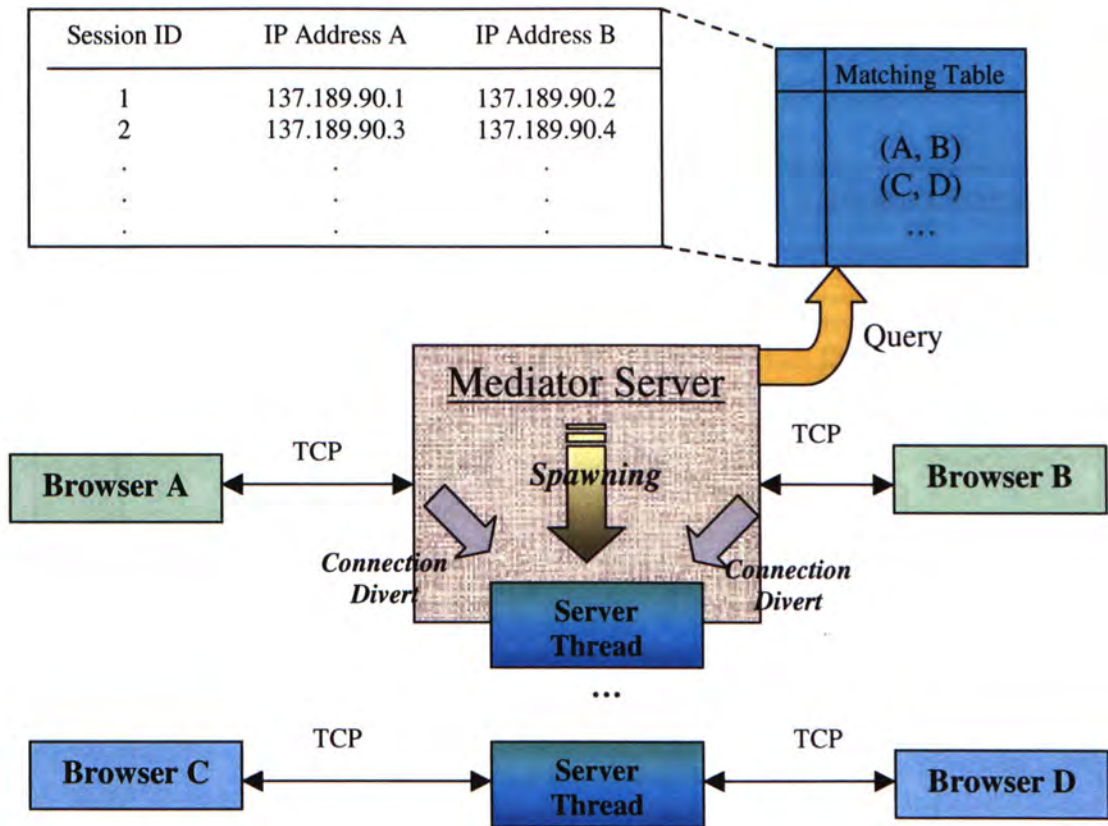 Session ID IP Address A IP Address B
1 137.189.90.1 137.189.90.2
2 137.189.90.3 137.189.90.4
. . .
. . .
. . .
Matching Table
(A, B)
(C, D)
...
Query
Mediator Server
TCP
TCP
Browser A
Spawning
Browser B
Connection
Divert
Connection
Divert
Server
Thread
...
TCP
TCP
Browser C
Server
Thread
Browser D